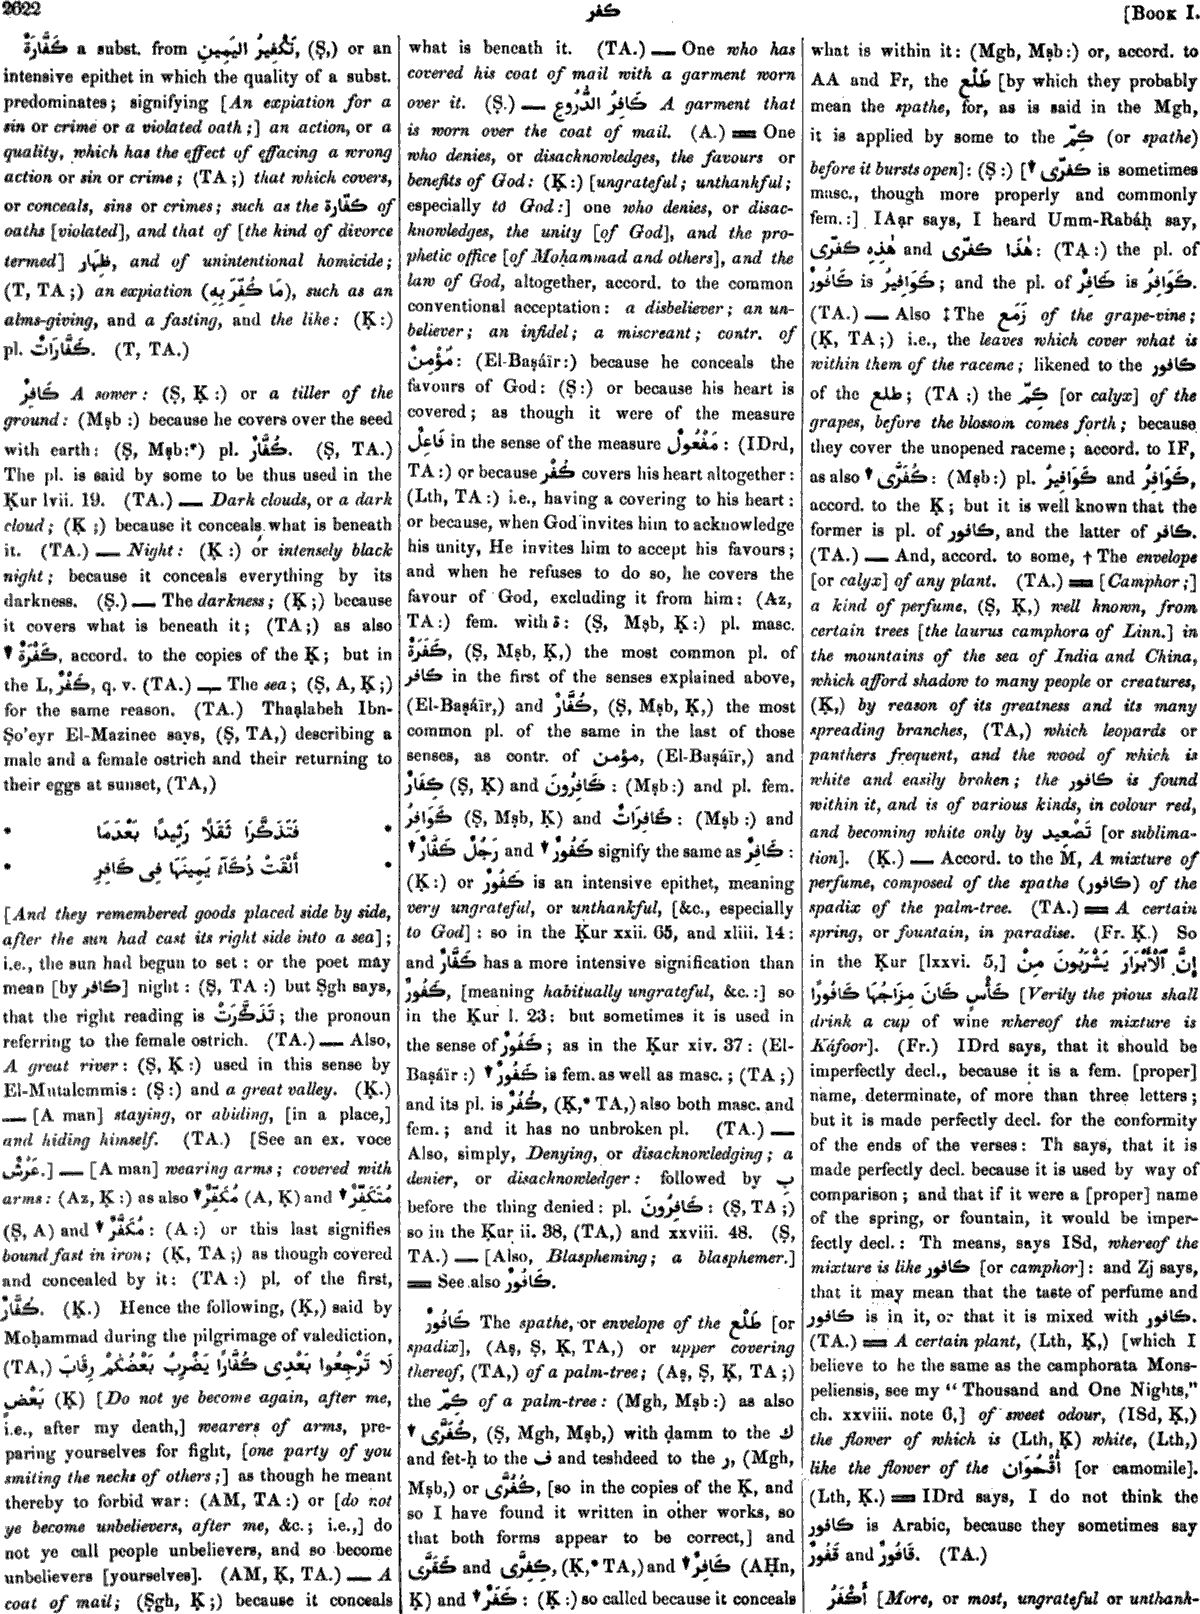 2622
كفر
[BOOK I.
كَفَّارَةٌ a subst. from تَكْفِيرُ اليَمِينِ, (Ṣ,) or an
intensive epithet in which the quality of a subst.
predominates; signifying [An expiation for a
sin or crime or a violated oath;] an action, or a
quality, which has the effect of effacing a wrong
action or sin or crime; (TA;) that which covers,
or conceals, sins or crimes; such as the كفّارة of
oaths [violated], and that of [the kind of divorce
termed] ظِهَار, and of unintentional homicide;
(T, TA;) an expiation (مَا كُفِّرَ بِهِ), such as an
alms-giving, and a fasting, and the like: (Ḳ:)
pl. كَفَّارَاتٌ. (T, TA.)
كَافِرٌ A sower: (Ṣ, Ḳ:) or a tiller of the
ground: (Mṣb:) because he covers over the seed
with earth: (Ṣ, Mṣb:*) pl. كُفَّارٌ. (Ṣ, TA.)
The pl. is said by some to be thus used in the
Ḳur lvii. 19. (TA.) — Dark clouds, or a dark
cloud; (Ḳ;) because it conceals what is beneath
it. (TA.) — Night: (Ḳ:) or intensely black
night; because it conceals everything by its
darkness. (Ṣ.) — The darkness; (Ḳ;) because
it covers what is beneath it; (TA;) as also
▼ كَفْرَةٌ, accord. to the copies of the Ḳ; but in
the L, كَفْرٌ, q. v. (TA.) — The sea; (Ṣ, A, Ḳ;)
for the same reason. (TA.) Thaạlabeh Ibn-
Ṣo'eyr El-Mazinee says, (Ṣ, TA,) describing a
male and a female ostrich and their returning to
their eggs at sunset, (TA,)
* فَتَذَكَّرَا ثَقَلًا رَثِيدًا بَعْدَمَا *
* أَلْقَتْ ذُكَآءُ يَمِينَهَا فِى كَافِرِ *
[And they remembered goods placed side by side,
after the sun had cast its right side into a sea];
i.e., the sun had begun to set: or the poet may
mean [by كافر] night: (Ṣ, TA:) but Ṣgh says,
that the right reading is تَذَكَّرَتْ; the pronoun
referring to the female ostrich. (TA.) — Also,
A great river: (Ṣ, Ḳ:) used in this sense by
El-Mutalemmis: (Ṣ:) and a great valley. (Ḳ.)
— [A man] staying, or abiding, [in a place,]
and hiding himself. (TA.) [See an ex. voce
عَرْشٌ.] — [A man] wearing arms; covered with
arms: (Az, Ḳ:) as also ▼ مُكَفِّرٌ (A, Ḳ) and ▼ مُتَكَفِّرٌ
(Ṣ, A) and ▼ مُكَفَّرٌ: (A:) or this last signifies
bound fast in iron; (Ḳ, TA;) as though covered
and concealed by it: (TA:) pl. of the first,
كُفَّارٌ. (Ḳ.) Hence the following, (Ḳ,) said by
Moḥammad during the pilgrimage of valediction,
(TA,) لَا تَرْجِعُوا بَعْدِى كُفَّارًا يَضْرِبُ بَعْضُكُمْ رِقَابَ
بَعْضٍ (Ḳ) [Do not ye become again, after me,
i.e., after my death,] wearers of arms, pre-
paring yourselves for fight, [one party of you
smiting the necks of others;] as though he meant
thereby to forbid war: (AM, TA:) or [do not
ye become unbelievers, after me, &c.; i.e.,] do
not ye call people unbelievers, and so become
unbelievers [yourselves]. (AM, Ḳ, TA.) — A
coat of mail; (Ṣgh, Ḳ;) because it conceals
what is beneath it. (TA.) — One who has
covered his coat of mail with a garment worn
over it. (Ṣ.) — كَافِرُ الدُّرُوعِ A garment that
is worn over the coat of mail. (A.) ═ One
who denies, or disacknowledges, the favours or
benefits of God: (Ḳ:) [ungrateful; unthankful;
especially to God:] one who denies, or disac-
knowledges, the unity [of God], and the pro-
phetic office [of Moḥammad and others], and the
law of God, altogether, accord. to the common
conventional acceptation: a disbeliever; an un-
believer; an infidel; a miscreant; contr. of
مُؤْمِنٌ: (El-Baṣáïr:) because he conceals the
favours of God: (Ṣ:) or because his heart is
covered; as though it were of the measure
فَاعِلٌ in the sense of the measure مَفْعُولٌ: (IDrd,
TA:) or because كُفْر covers his heart altogether:
(Lth, TA:) i.e., having a covering to his heart:
or because, when God invites him to acknowledge
his unity, He invites him to accept his favours;
and when he refuses to do so, he covers the
favour of God, excluding it from him: (Az,
TA:) fem. with ة: (Ṣ, Mṣb, Ḳ:) pl. masc.
كَفَرَةٌ, (Ṣ, Mṣb, Ḳ,) the most common pl. of
كافر in the first of the senses explained above,
(El-Baṣáïr,) and كُفَّارٌ, (Ṣ, Mṣb, Ḳ,) the most
common pl. of the same in the last of those
senses, as contr. of مؤمن, (El-Baṣáïr,) and
كِفَارٌ (Ṣ, Ḳ) and كَافِرُونَ: (Mṣb:) and pl. fem.
كَوَافِرُ (Ṣ, Mṣb, Ḳ) and كَافِرَاتٌ: (Mṣb:) and
▼ رَجُلٌ كَفَّارٌ and ▼ كَفُورٌ signify the same as كَافِرٌ:
(Ḳ:) or كَفُورٌ is an intensive epithet, meaning
very ungrateful, or unthankful, [&c., especially
to God]: so in the Ḳur xxii. 65, and xliii. 14:
and كَفَّارٌ has a more intensive signification than
كَفُورٌ, [meaning habitually ungrateful, &c.:] so
in the Ḳur l. 23: but sometimes it is used in
the sense of كَفُورٌ; as in the Ḳur xiv. 37: (El-
Baṣáïr:) ▼ كَفُورٌ is fem. as well as masc.; (TA;)
and its pl. is كُفُرٌ, (Ḳ,* TA,) also both masc. and
fem.; and it has no unbroken pl. (TA.) —
Also, simply, Denying, or disacknowledging; a
denier, or disacknowledger: followed by بِ
before the thing denied: pl. كَافِرُونَ: (Ṣ, TA;)
so in the Ḳur ii. 38, (TA,) and xxviii. 48. (Ṣ,
TA.) — [Also, Blaspheming; a blasphemer.]
═ See also كَافُورٌ.
كَافُورٌ The spathe, or envelope of the طَلْع [or
spadix], (Aṣ, Ṣ, Ḳ, TA,) or upper covering
thereof, (TA,) of a palm-tree; (Aṣ, Ṣ, Ḳ, TA;)
the كِمّ of a palm-tree: (Mgh, Mṣb:) as also
▼ كُفَرَّى, (Ṣ, Mgh, Mṣb,) with ḍamm to the ك
and fet-ḥ to the ف and teshdeed to the ر, (Mgh,
Mṣb,) or كُفُرَّى, [so in the copies of the Ḳ, and
so I have found it written in other works, so
that both forms appear to be correct,] and
كَفَرَّى and كِفِرَّى, (Ḳ,* TA,) and ▼ كَافِرٌ (AḤn,
Ḳ) and ▼ كَفَرٌ: (Ḳ:) so called because it conceals
what is within it: (Mgh, Mṣb:) or, accord. to
AA and Fr, the طَلْع [by which they probably
mean the spathe, for, as is said in the Mgh,
it is applied by some to the كِمّ (or spathe)
before it bursts open]: (Ṣ:) [▼ كفرّى is sometimes
masc., though more properly and commonly
fem.:] IAạr says, I heard Umm-Rabáḥ say,
هٰذِهِ كفرّى and هٰذَا كفرّى: (TA:) the pl. of
كَافُورٌ is كَوَافِيرُ; and the pl. of كَافِرٌ is كَوَافِرُ.
(TA.) — Also ‡ The زَمَع of the grape-vine;
(Ḳ, TA;) i.e., the leaves which cover what is
within them of the raceme; likened to the كافور
of the طلع; (TA;) the كِمّ [or calyx] of the
grapes, before the blossom comes forth; because
they cover the unopened raceme; accord. to IF,
as also ▼ كُفَرَّى: (Mṣb:) pl. كَوَافِيرُ and كَوَافِرُ,
accord. to the Ḳ; but it is well known that the
former is pl. of كافور, and the latter of كافر.
(TA.) — And, accord. to some, † The envelope
[or calyx] of any plant. (TA.) ═ [Camphor;]
a kind of perfume, (Ṣ, Ḳ,) well known, from
certain trees [the laurus camphora of Linn.] in
the mountains of the sea of India and China,
which afford shadow to many people or creatures,
(Ḳ,) by reason of its greatness and its many
spreading branches, (TA,) which leopards or
panthers frequent, and the wood of which is
white and easily broken; the كافور is found
within it, and is of various kinds, in colour red,
and becoming white only by تَصْعِيد [or sublima-
tion]. (Ḳ.) — Accord. to the M, A mixture of
perfume, composed of the spathe (كافور) of the
spadix of the palm-tree. (TA.) ═ A certain
spring, or fountain, in paradise. (Fr. Ḳ.) So
in the Ḳur [lxxvi. 5,] إِنَّ ٱلْأَبْرَارَ يَشْرَبُونَ مِنْ
كَأْسٍ كَانَ مِزَاجُهَا كَافُورًا [Verily the pious shall
drink a cup of wine whereof the mixture is
Káfoor]. (Fr.) IDrd says, that it should be
imperfectly decl., because it is a fem. [proper]
name, determinate, of more than three letters;
but it is made perfectly decl. for the conformity
of the ends of the verses: Th says, that it is
made perfectly decl. because it is used by way of
comparison; and that if it were a [proper] name
of the spring, or fountain, it would be imper-
fectly decl.: Th means, says ISd, whereof the
mixture is like كافور [or camphor]: and Zj says,
that it may mean that the taste of perfume and
كافور is in it, or that it is mixed with كافور.
(TA.) ═ A certain plant, (Lth, Ḳ,) [which I
believe to be the same as the camphorata Mons-
peliensis, see my "Thousand and One Nights,"
ch. xxviii. note 6,] of sweet odour, (ISd, Ḳ,)
the flower of which is (Lth, Ḳ) white, (Lth,)
like the flower of the أُقْحُوَان [or camomile].
(Lth, Ḳ.) ═ IDrd says, I do not think the
كافور is Arabic, because they sometimes say
قَفُورٌ and قَافُورٌ. (TA.)
أَكْفَرُ [More, or most, ungrateful or unthank-